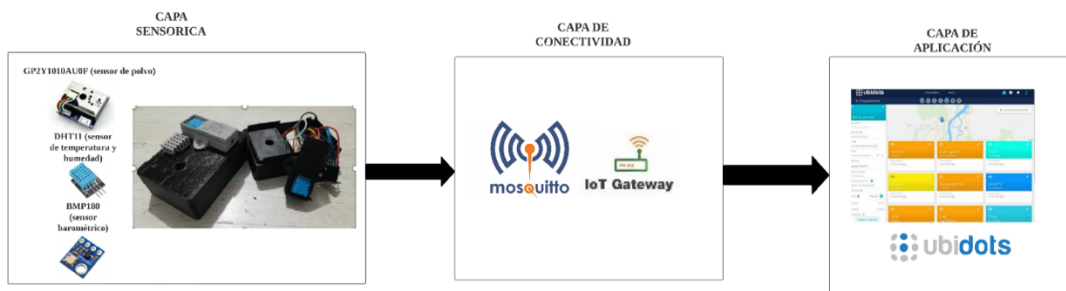 CAPA
SENSORICA
GP2Y1010AU0F (sensor de polvo)
DHT11 (sensor
de temperatura y
humedad)
BMP180
(sensor
barométrico)
CAPA DE
CONECTIVIDAD
mosquitto
IoT Gateway
CAPA DE
APLICACIÓN
ubidots
ubidots